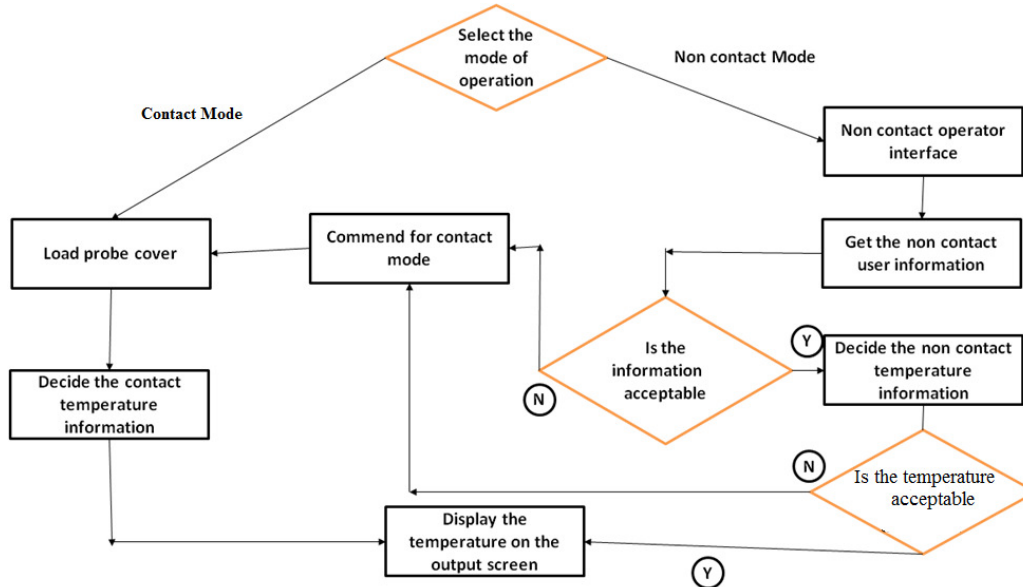 Select the
mode of
operation
Non contact Mode
Contact Mode
Non contact operator
interface
Load probe cover
Commend for contact
mode
Get the non contact
user information
Is the
information
acceptable
Y
N
Decide the non contact
temperature
information
Decide the contact
temperature
information
N
Is the temperature
acceptable
Display the
temperature on the
output screen
Y